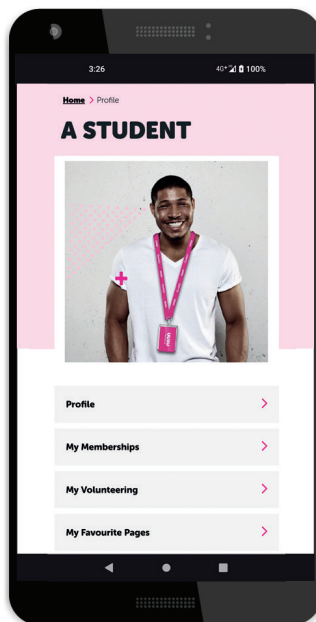 3:26 4G+ 100%
Home > Profile
A STUDENT
Profile
My Memberships
My Volunteering
My Favourite Pages